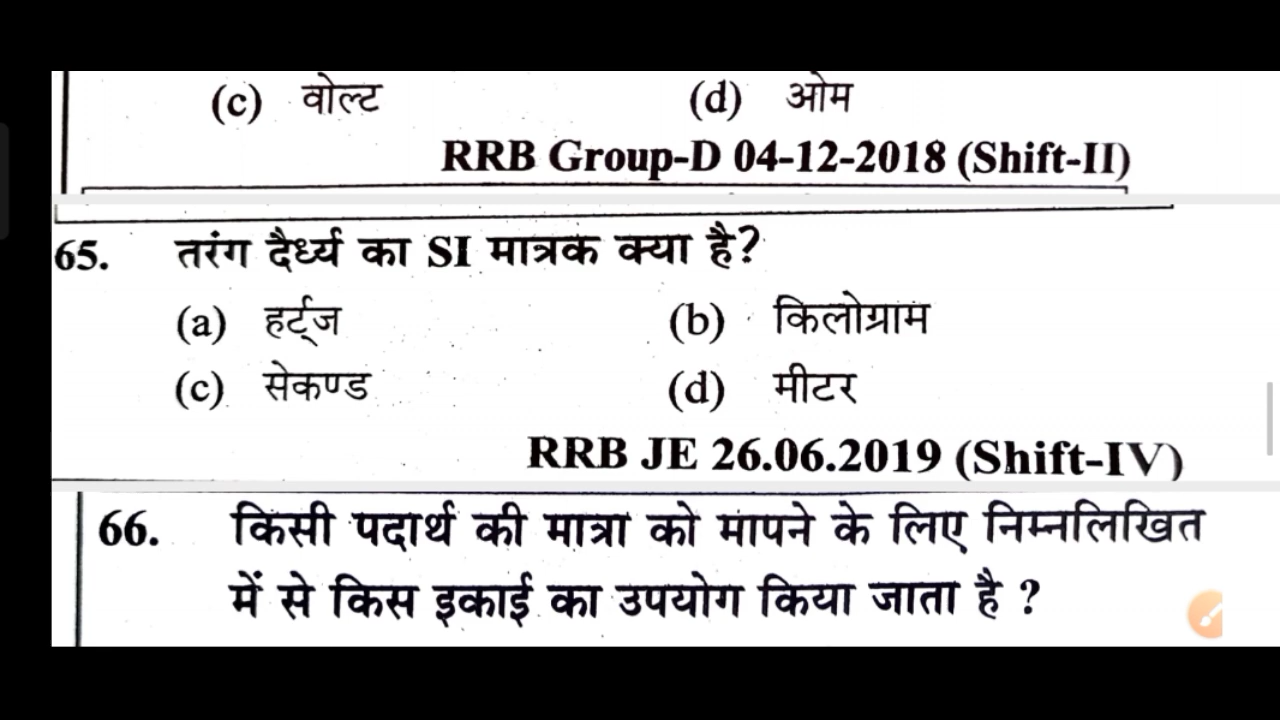 (c) वोल्ट (d) ओम
RRB Group-D 04-12-2018 (Shift-II)
65. तरंग दैर्ध्य का SI मात्रक क्या है?
(a) हर्ट्ज (b) किलोग्राम
(c) सेकण्ड (d) मीटर
RRB JE 26.06.2019 (Shift-IV)
66. किसी पदार्थ की मात्रा को मापने के लिए निम्नलिखित
में से किस इकाई का उपयोग किया जाता है ?